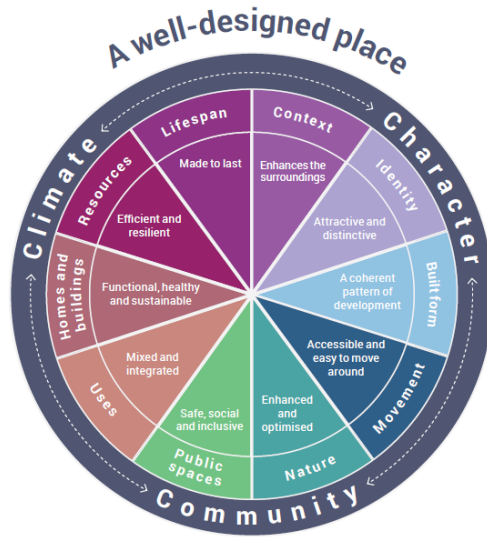 A well-designed place
Climate
Character
Community
Context
Enhances the
surroundings
Identity
Attractive and
distinctive
Built form
A coherent
pattern of
development
Movement
Accessible and
easy to move
around
Nature
Enhanced
and
optimised
Public
spaces
Safe, social
and inclusive
Uses
Mixed and
integrated
Homes and
buildings
Functional, healthy
and sustainable
Resources
Efficient and
resilient
Lifespan
Made to last